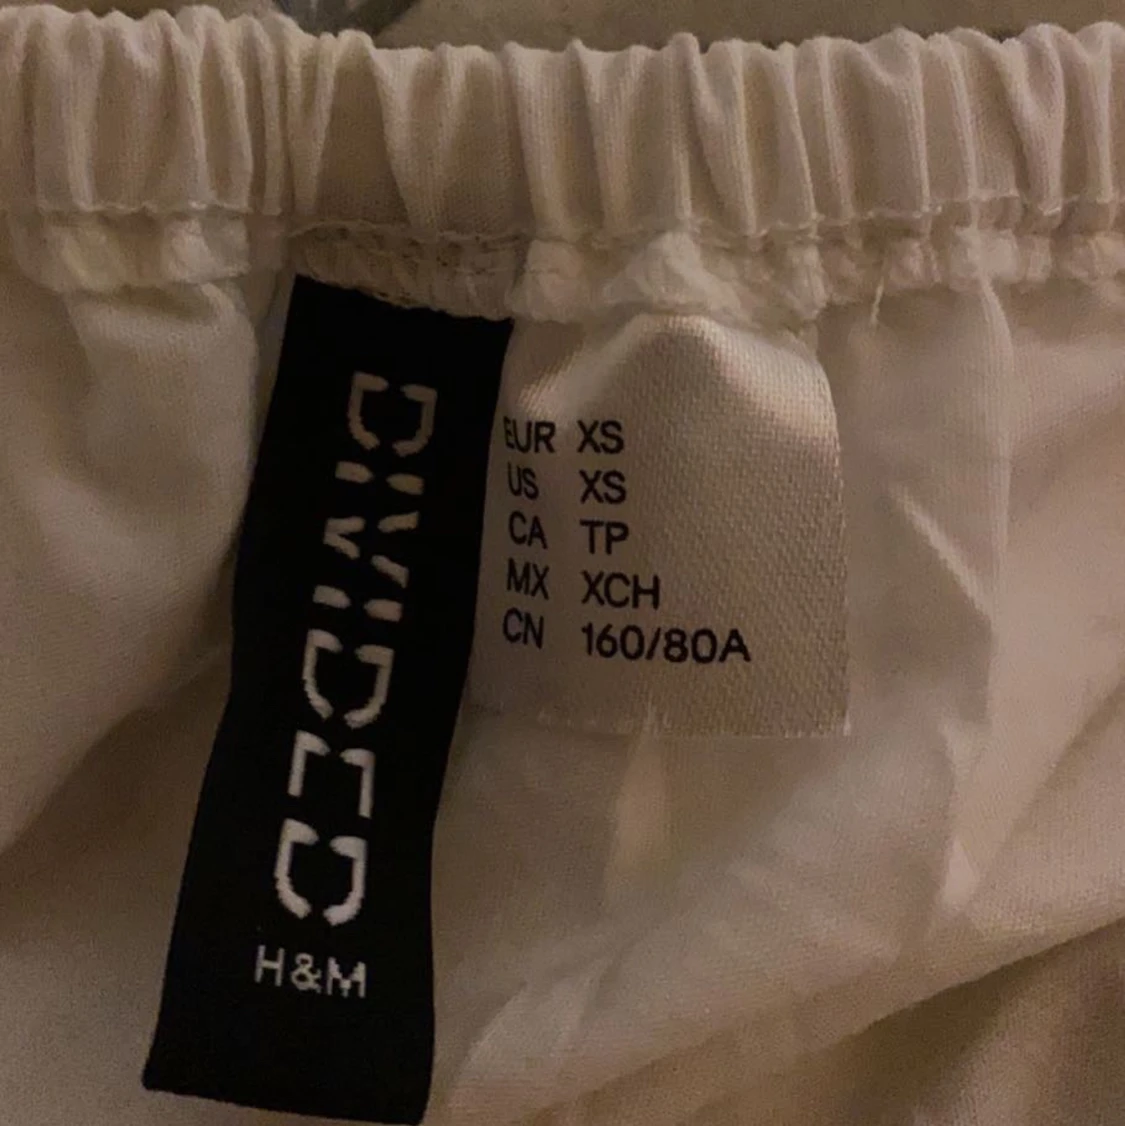 DIVIDED
H&M
EUR XS
US XS
CA TP
MX XCH
CN 160/80A